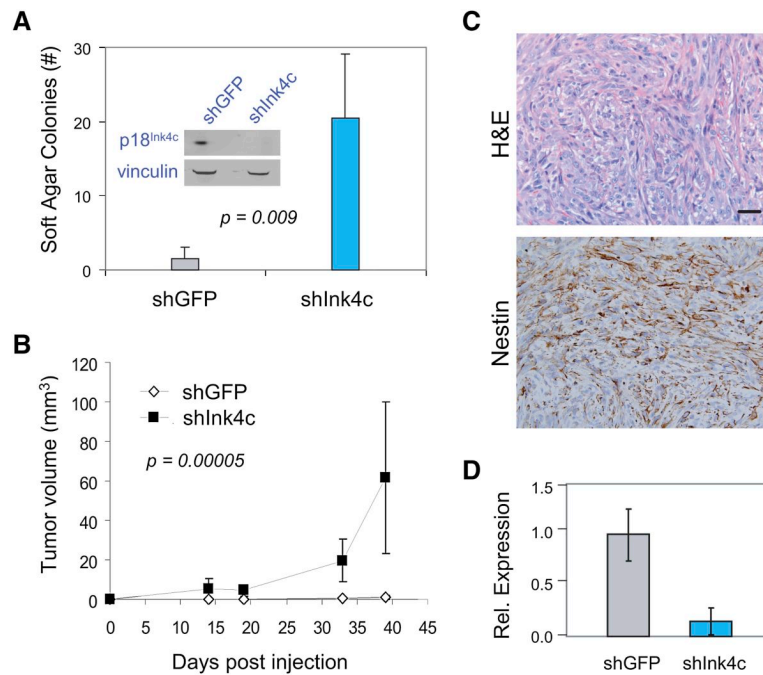 A
Soft Agar Colonies (#)
30
20
10
0
shGFP
shInk4c
p18Ink4c
vinculin
p = 0.009
shGFP
shInk4c
B
Tumor volume (mm³)
120
100
80
60
40
20
0
shGFP
shInk4c
p = 0.00005
0 5 10 15 20 25 30 35 40 45
Days post injection
C
H&E
Nestin
D
Rel. Expression
1.5
1.0
0.5
0.0
shGFP
shInk4c